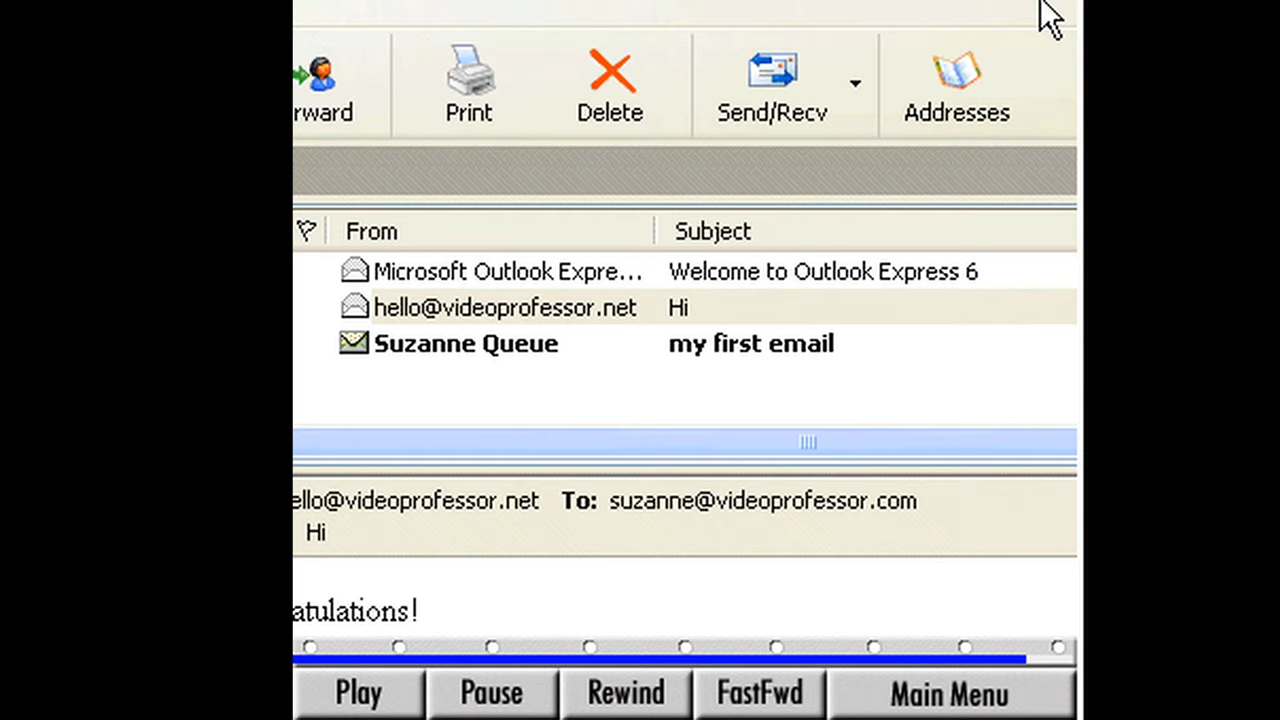 rward Print Delete Send/Recv Addresses
From Subject
Microsoft Outlook Expre... Welcome to Outlook Express 6
hello@videoprofessor.net Hi
Suzanne Queue my first email
ello@videoprofessor.net To: suzanne@videoprofessor.com
Hi
atulations!
Play Pause Rewind FastFwd Main Menu